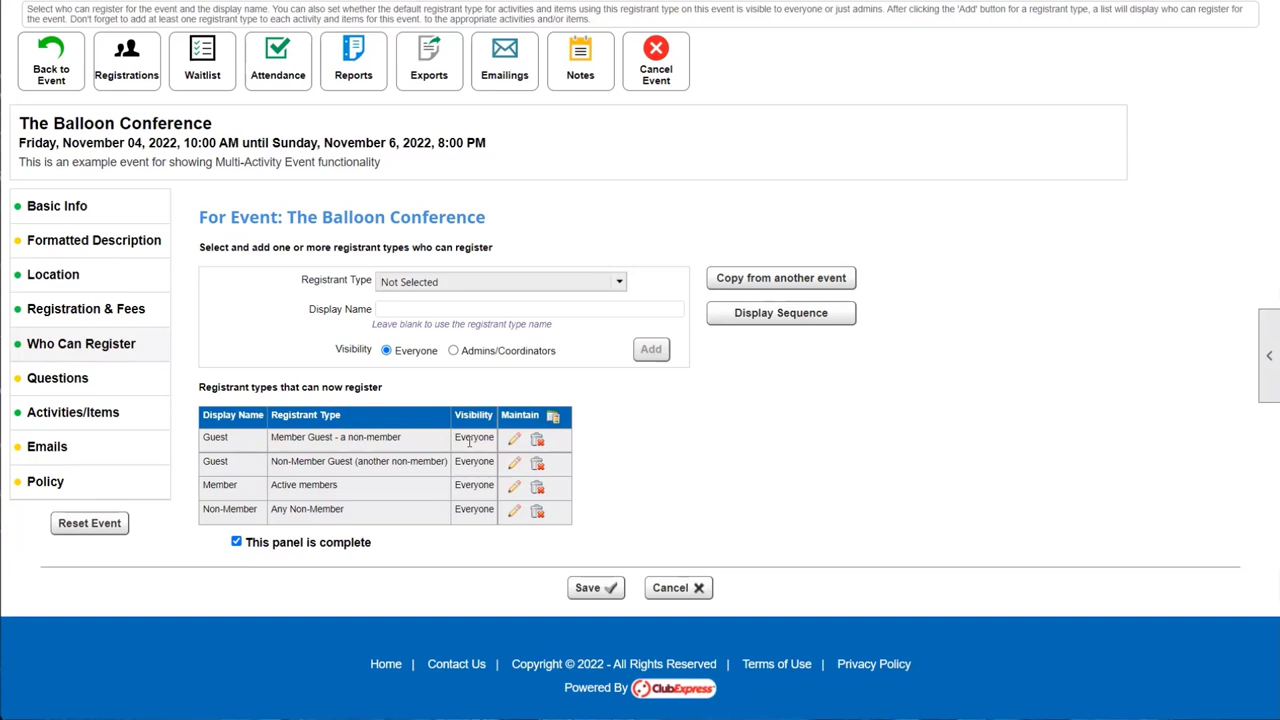 Select who can register for the event and the display name. You can also set whether the default registrant type for activities and items using this registrant type on this event is visible to everyone or just admins. After clicking the 'Add' button for a registrant type, a list will display who can register for
the event. Don't forget to add at least one registrant type to each activity and items for this event. to the appropriate activities and/or items.
Back to Event
Registrations
Waitlist
Attendance
Reports
Exports
Emailings
Notes
Cancel Event
The Balloon Conference
Friday, November 04, 2022, 10:00 AM until Sunday, November 6, 2022, 8:00 PM
This is an example event for showing Multi-Activity Event functionality
Basic Info
Formatted Description
Location
Registration & Fees
Who Can Register
Questions
Activities/Items
Emails
Policy
Reset Event
For Event: The Balloon Conference
Select and add one or more registrant types who can register
Registrant Type Not Selected
Display Name
Leave blank to use the registrant type name
Visibility Everyone Admins/Coordinators Add
Copy from another event
Display Sequence
Registrant types that can now register
Display Name Registrant Type Visibility Maintain
Guest Member Guest - a non-member Everyone
Guest Non-Member Guest (another non-member) Everyone
Member Active members Everyone
Non-Member Any Non-Member Everyone
This panel is complete
Save Cancel
Home | Contact Us | Copyright © 2022 - All Rights Reserved | Terms of Use | Privacy Policy
Powered By ClubExpress